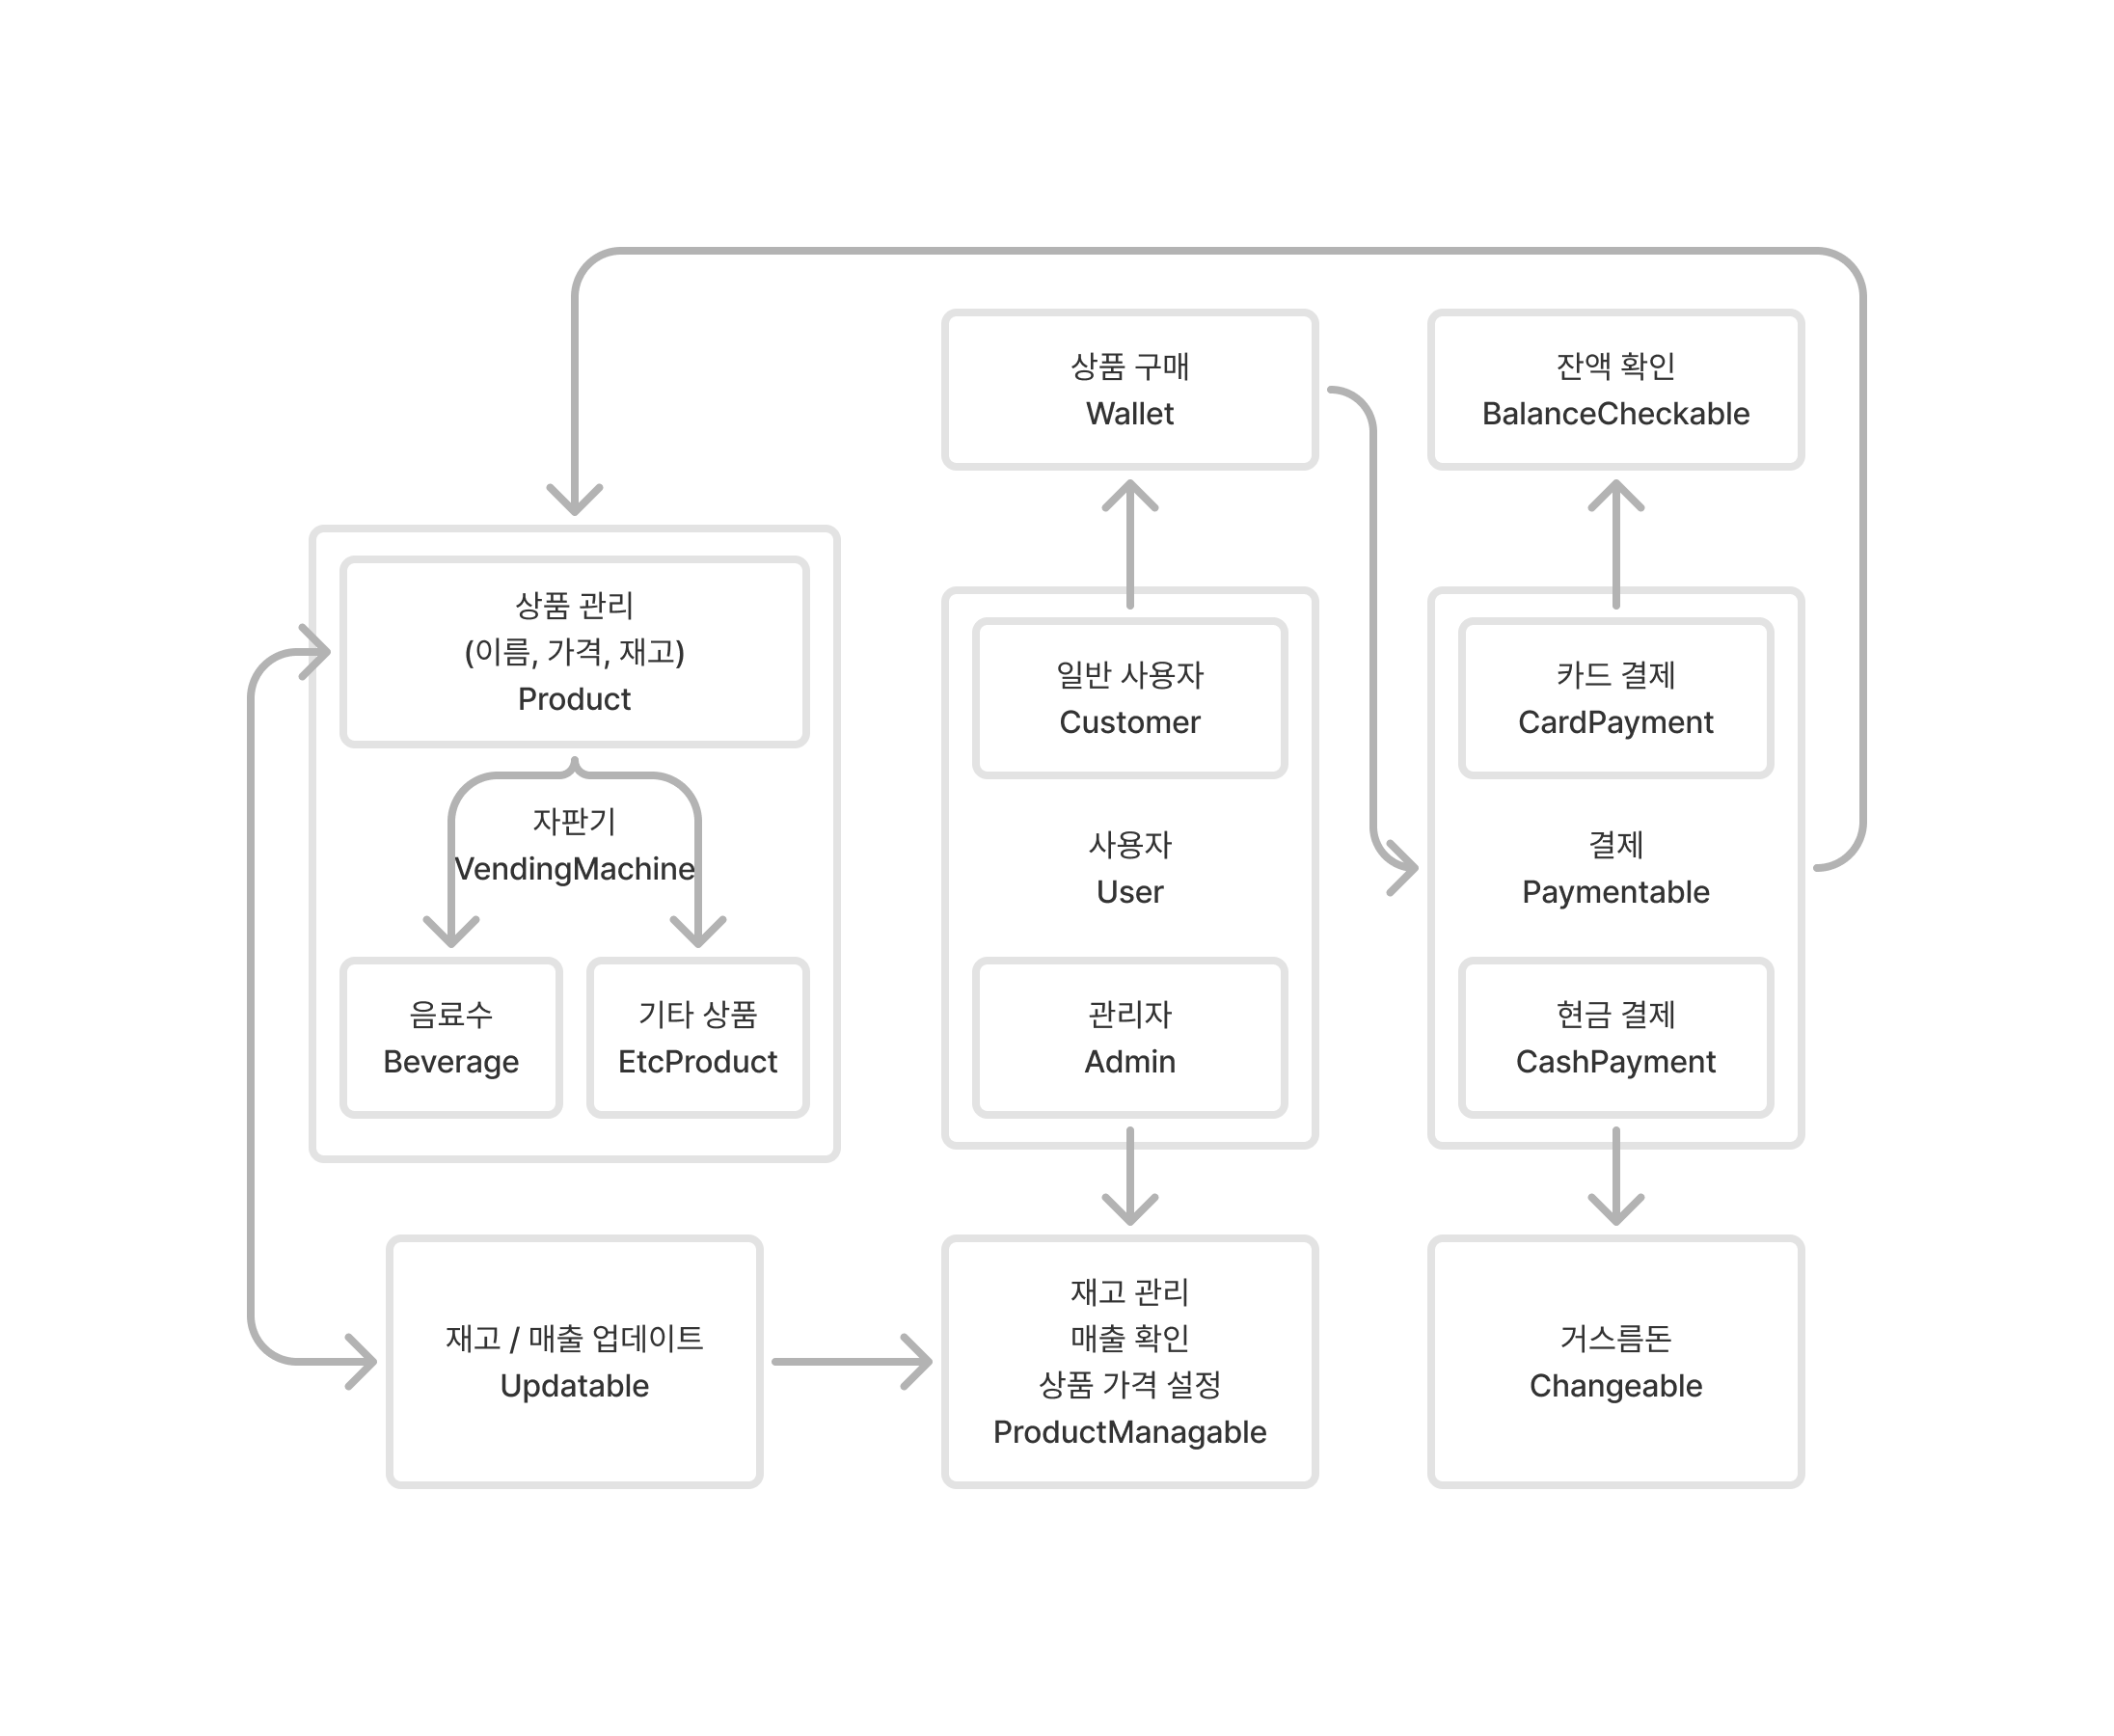 상품 구매
Wallet
잔액 확인
BalanceCheckable
상품 관리
(이름, 가격, 재고)
Product
자판기
VendingMachine
음료수
Beverage
기타 상품
EtcProduct
일반 사용자
Customer
사용자
User
관리자
Admin
카드 결제
CardPayment
결제
Paymentable
현금 결제
CashPayment
재고 / 매출 업데이트
Updatable
재고 관리
매출 확인
상품 가격 설정
ProductManagable
거스름돈
Changeable